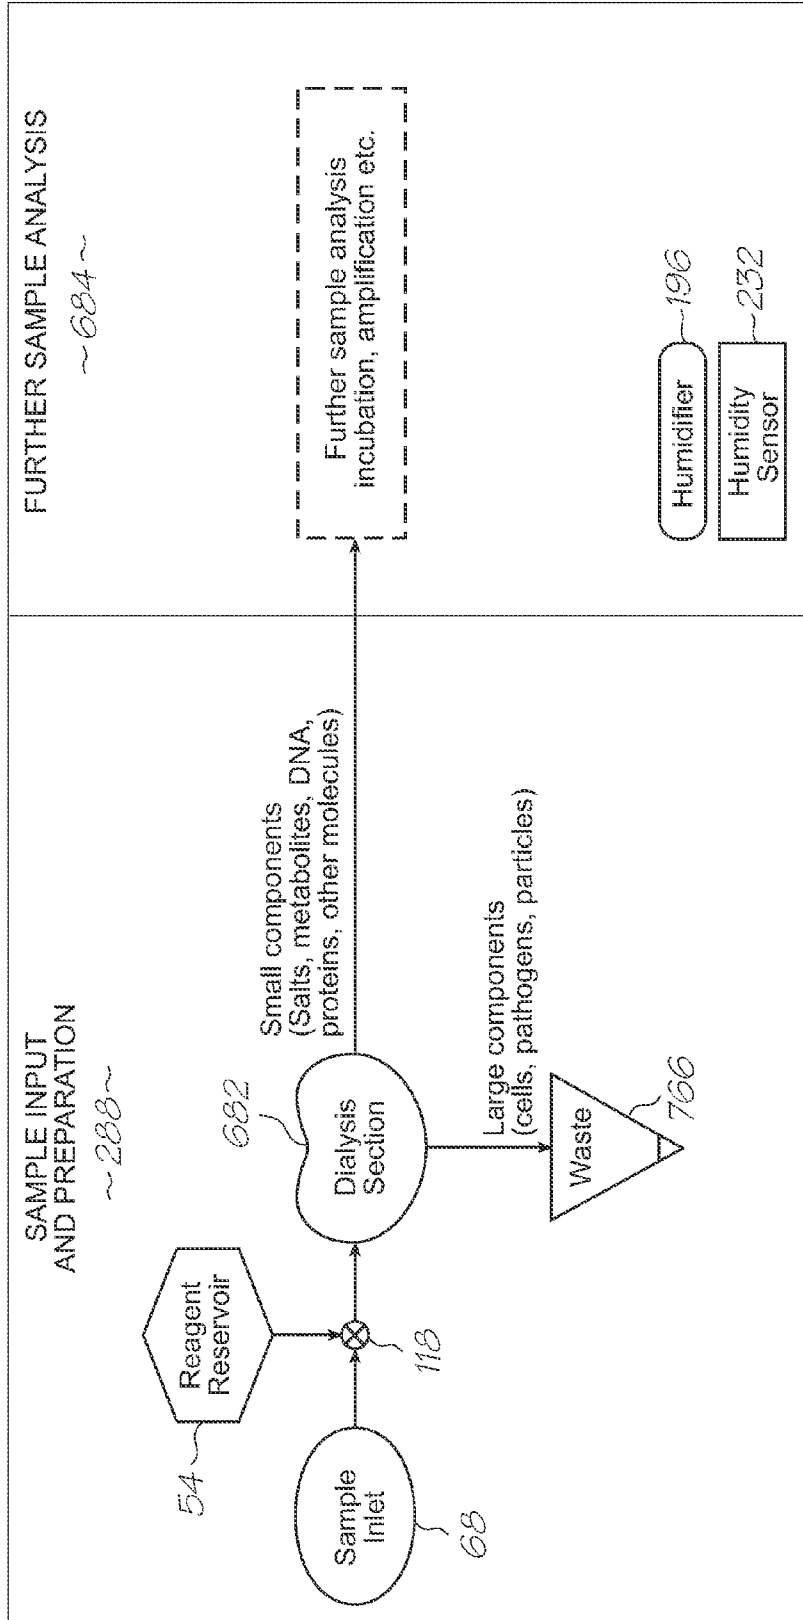 SAMPLE INPUT
AND PREPARATION
~288~
FURTHER SAMPLE ANALYSIS
~684~
54
Reagent
Reservoir
Sample
Inlet
68
118
682
Dialysis
Section
Small components
(Salts, metabolites, DNA,
proteins, other molecules)
Large components
(cells, pathogens, particles)
Waste
766
Further sample analysis
incubation, amplification etc.
Humidifier
196
Humidity
Sensor
232